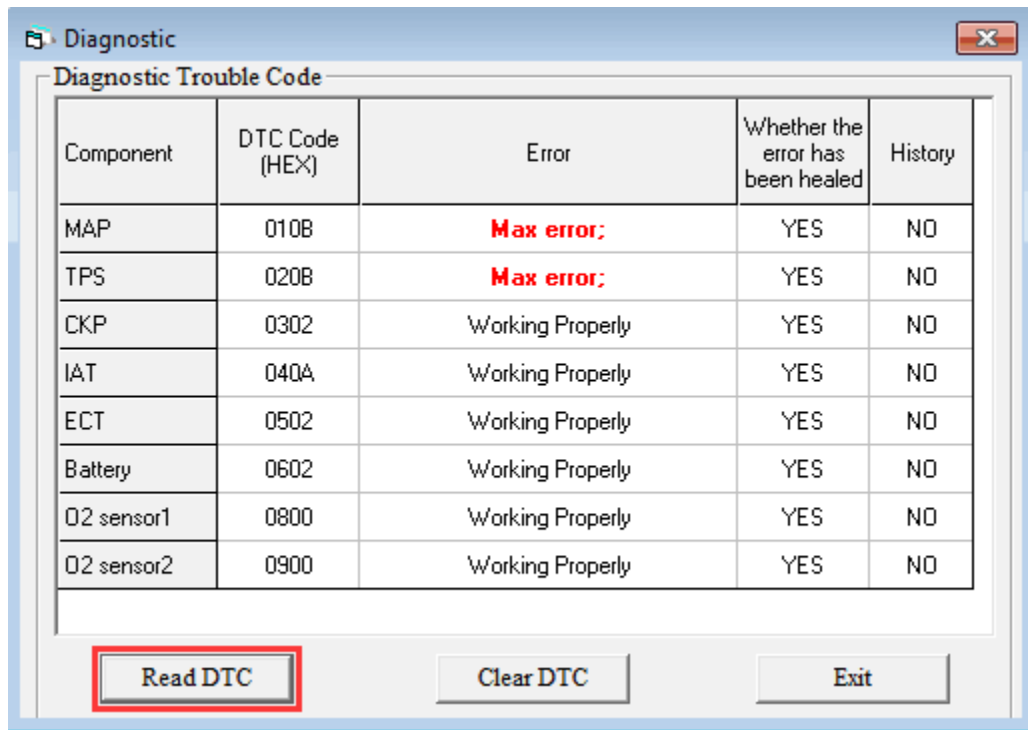 Diagnostic
Diagnostic Trouble Code
Component DTC Code (HEX) Error Whether the error has been healed History
MAP 010B Max error; YES NO
TPS 020B Max error; YES NO
CKP 0302 Working Properly YES NO
IAT 040A Working Properly YES NO
ECT 0502 Working Properly YES NO
Battery 0602 Working Properly YES NO
O2 sensor1 0800 Working Properly YES NO
O2 sensor2 0900 Working Properly YES NO
Read DTC Clear DTC Exit